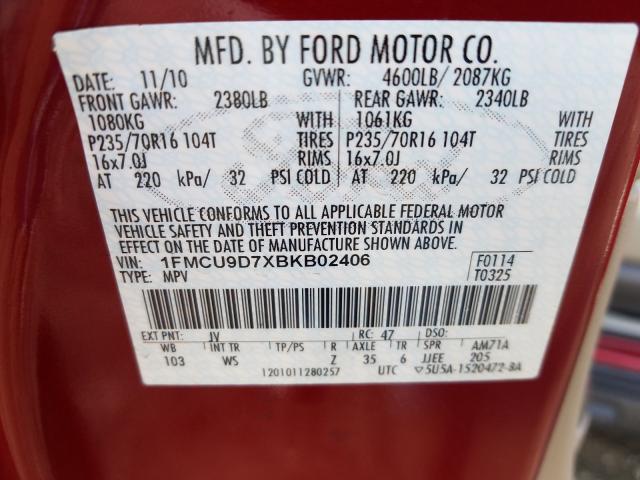 MFD. BY FORD MOTOR CO.
DATE: 11/10 GVWR: 4600LB/ 2087KG
FRONT GAWR: 2380LB REAR GAWR: 2340LB
1080KG WITH 1061KG WITH
P235/70R16 104T TIRES P235/70R16 104T TIRES
16x7.0J RIMS 16x7.0J RIMS
AT 220 kPa/ 32 PSI COLD AT 220 kPa/ 32 PSI COLD
THIS VEHICLE CONFORMS TO ALL APPLICABLE FEDERAL MOTOR
VEHICLE SAFETY AND THEFT PREVENTION STANDARDS IN
EFFECT ON THE DATE OF MANUFACTURE SHOWN ABOVE.
VIN: 1FMCU9D7XBKB02406 F0114
TYPE: MPV T0325
EXT PNT: JV RC: 47 DSO:
WB INT TR TP/PS R AXLE TR SPR AM71A
103 WS Z 35 6 JJEE 205
1201011280257 UTC ▽5U5A-1520472-BA